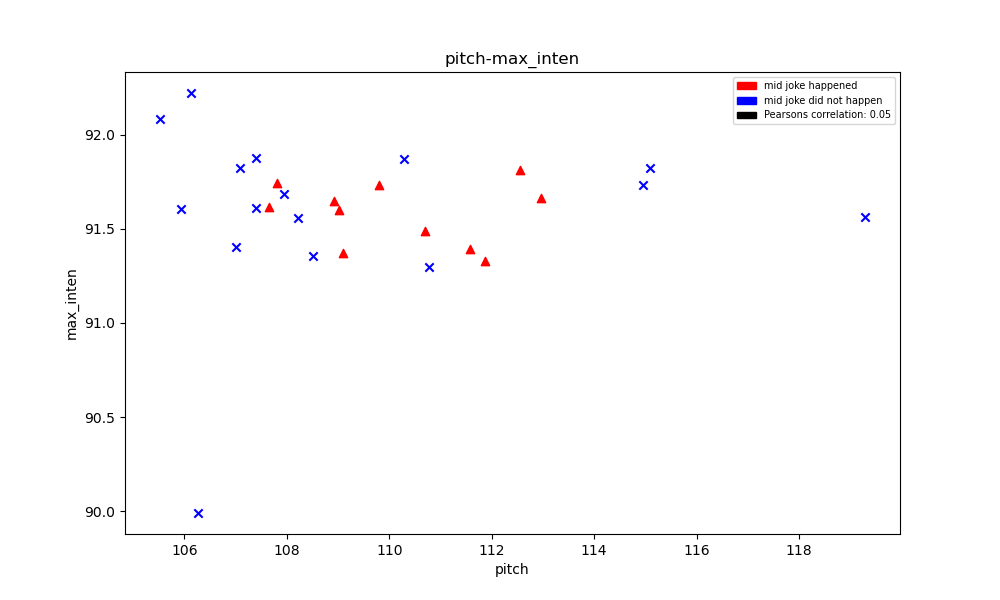 pitch-max_inten
mid joke happened
mid joke did not happen
Pearsons correlation: 0.05
92.0
91.5
91.0
90.5
90.0
max_inten
106 108 110 112 114 116 118
pitch